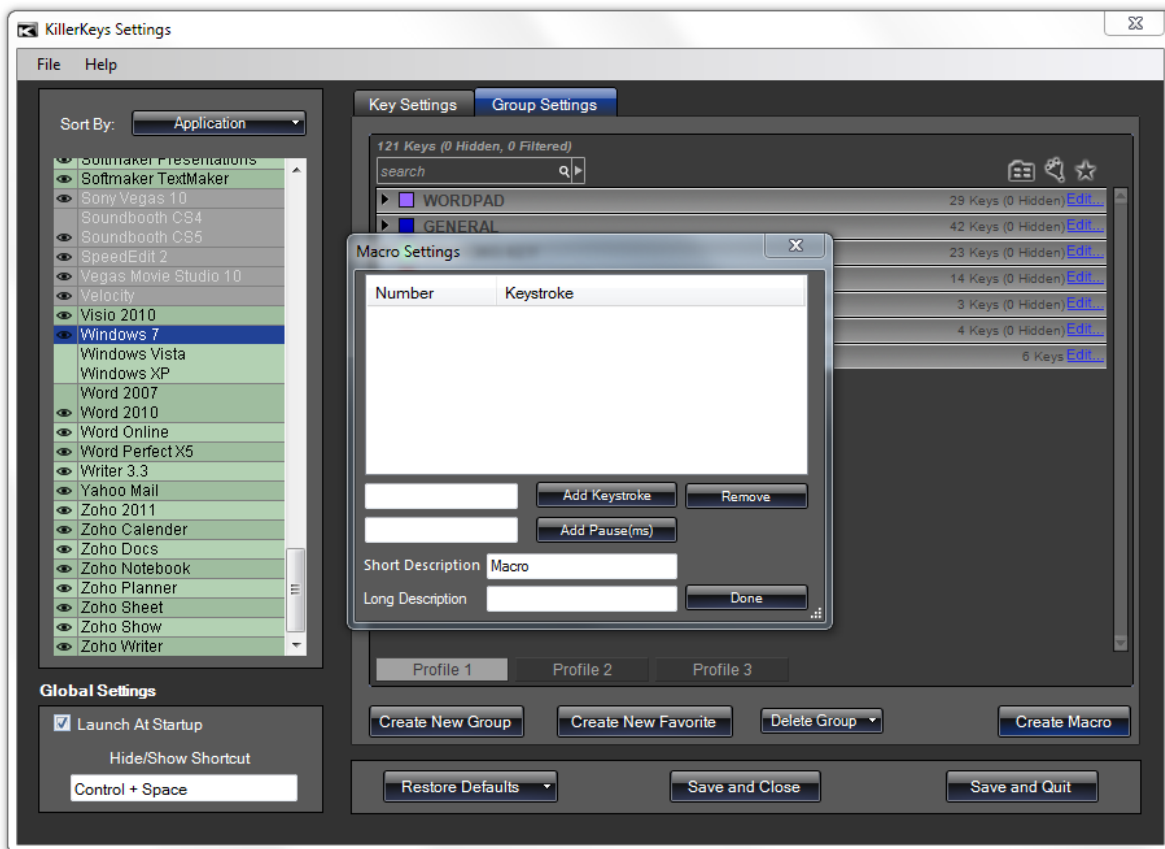 KillerKeys Settings
File Help
Sort By: Application
Softmaker Presentations
Softmaker TextMaker
Sony Vegas 10
Soundbooth CS4
Soundbooth CS5
SpeedEdit 2
Vegas Movie Studio 10
Velocity
Visio 2010
Windows 7
Windows Vista
Windows XP
Word 2007
Word 2010
Word Online
Word Perfect X5
Writer 3.3
Yahoo Mail
Zoho 2011
Zoho Calender
Zoho Docs
Zoho Notebook
Zoho Planner
Zoho Sheet
Zoho Show
Zoho Writer
Global Settings
Launch At Startup
Hide/Show Shortcut
Control + Space
Key Settings Group Settings
121 Keys (0 Hidden, 0 Filtered)
search
WORDPAD 29 Keys (0 Hidden) Edit...
GENERAL 42 Keys (0 Hidden) Edit...
23 Keys (0 Hidden) Edit...
14 Keys (0 Hidden) Edit...
3 Keys (0 Hidden) Edit...
4 Keys (0 Hidden) Edit...
6 Keys Edit...
Macro Settings
Number Keystroke
Add Keystroke Remove
Add Pause(ms)
Short Description Macro
Long Description Done
Profile 1 Profile 2 Profile 3
Create New Group Create New Favorite Delete Group Create Macro
Restore Defaults Save and Close Save and Quit